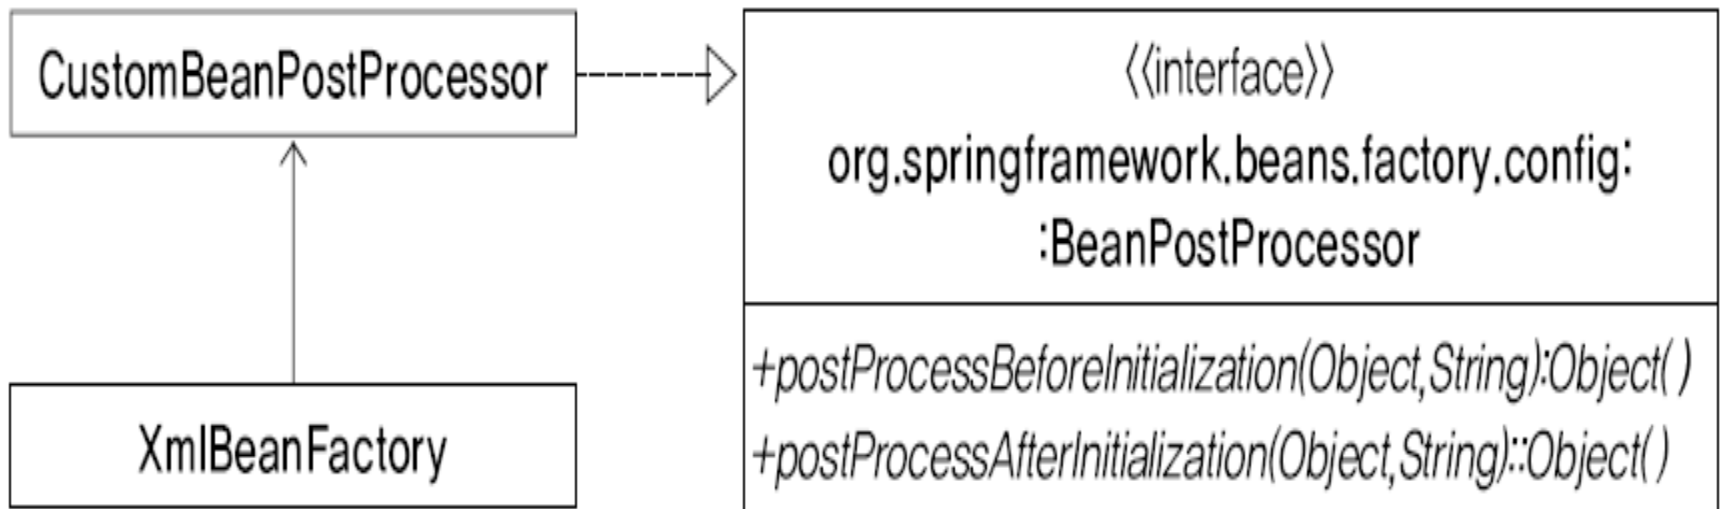 CustomBeanPostProcessor
XmlBeanFactory
《interface》
org.springframework.beans.factory.config:
:BeanPostProcessor
+postProcessBeforeInitialization(Object,String):Object( )
+postProcessAfterInitialization(Object,String)::Object( )